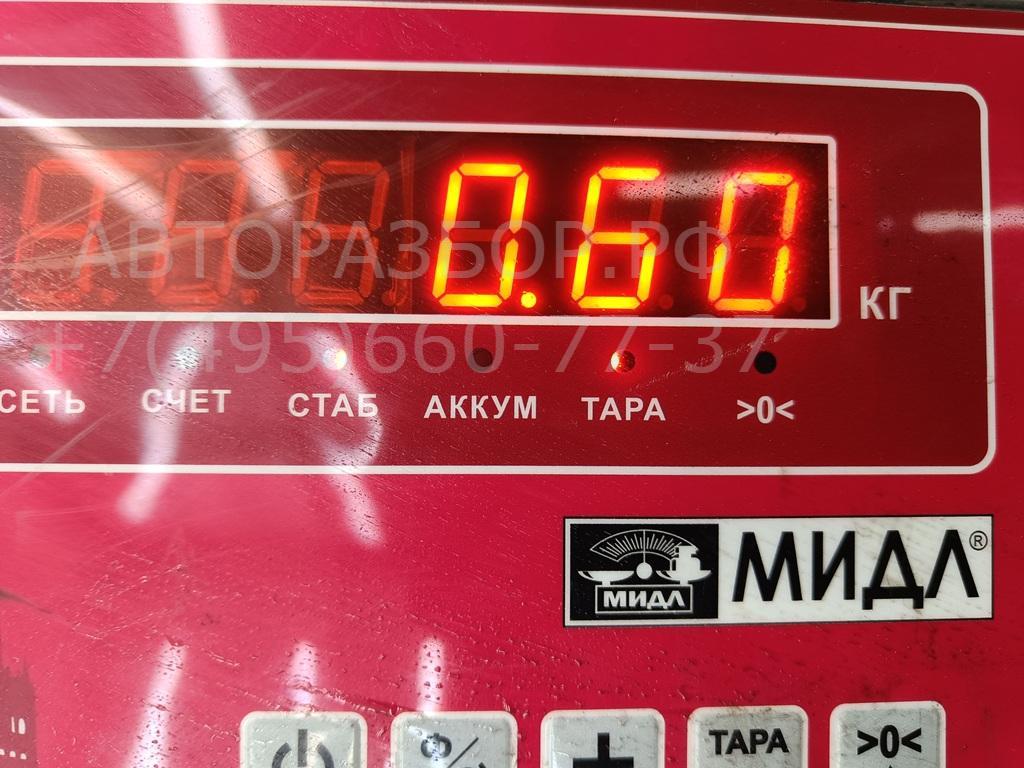 0.60
КГ
АВТОРАЗБОР.РФ
+7(495)660-77-37
СЕТЬ СЧЕТ СТАБ АККУМ ТАРА >0<
МИДЛ МИДЛ®
Ф/ + ТАРА >0<